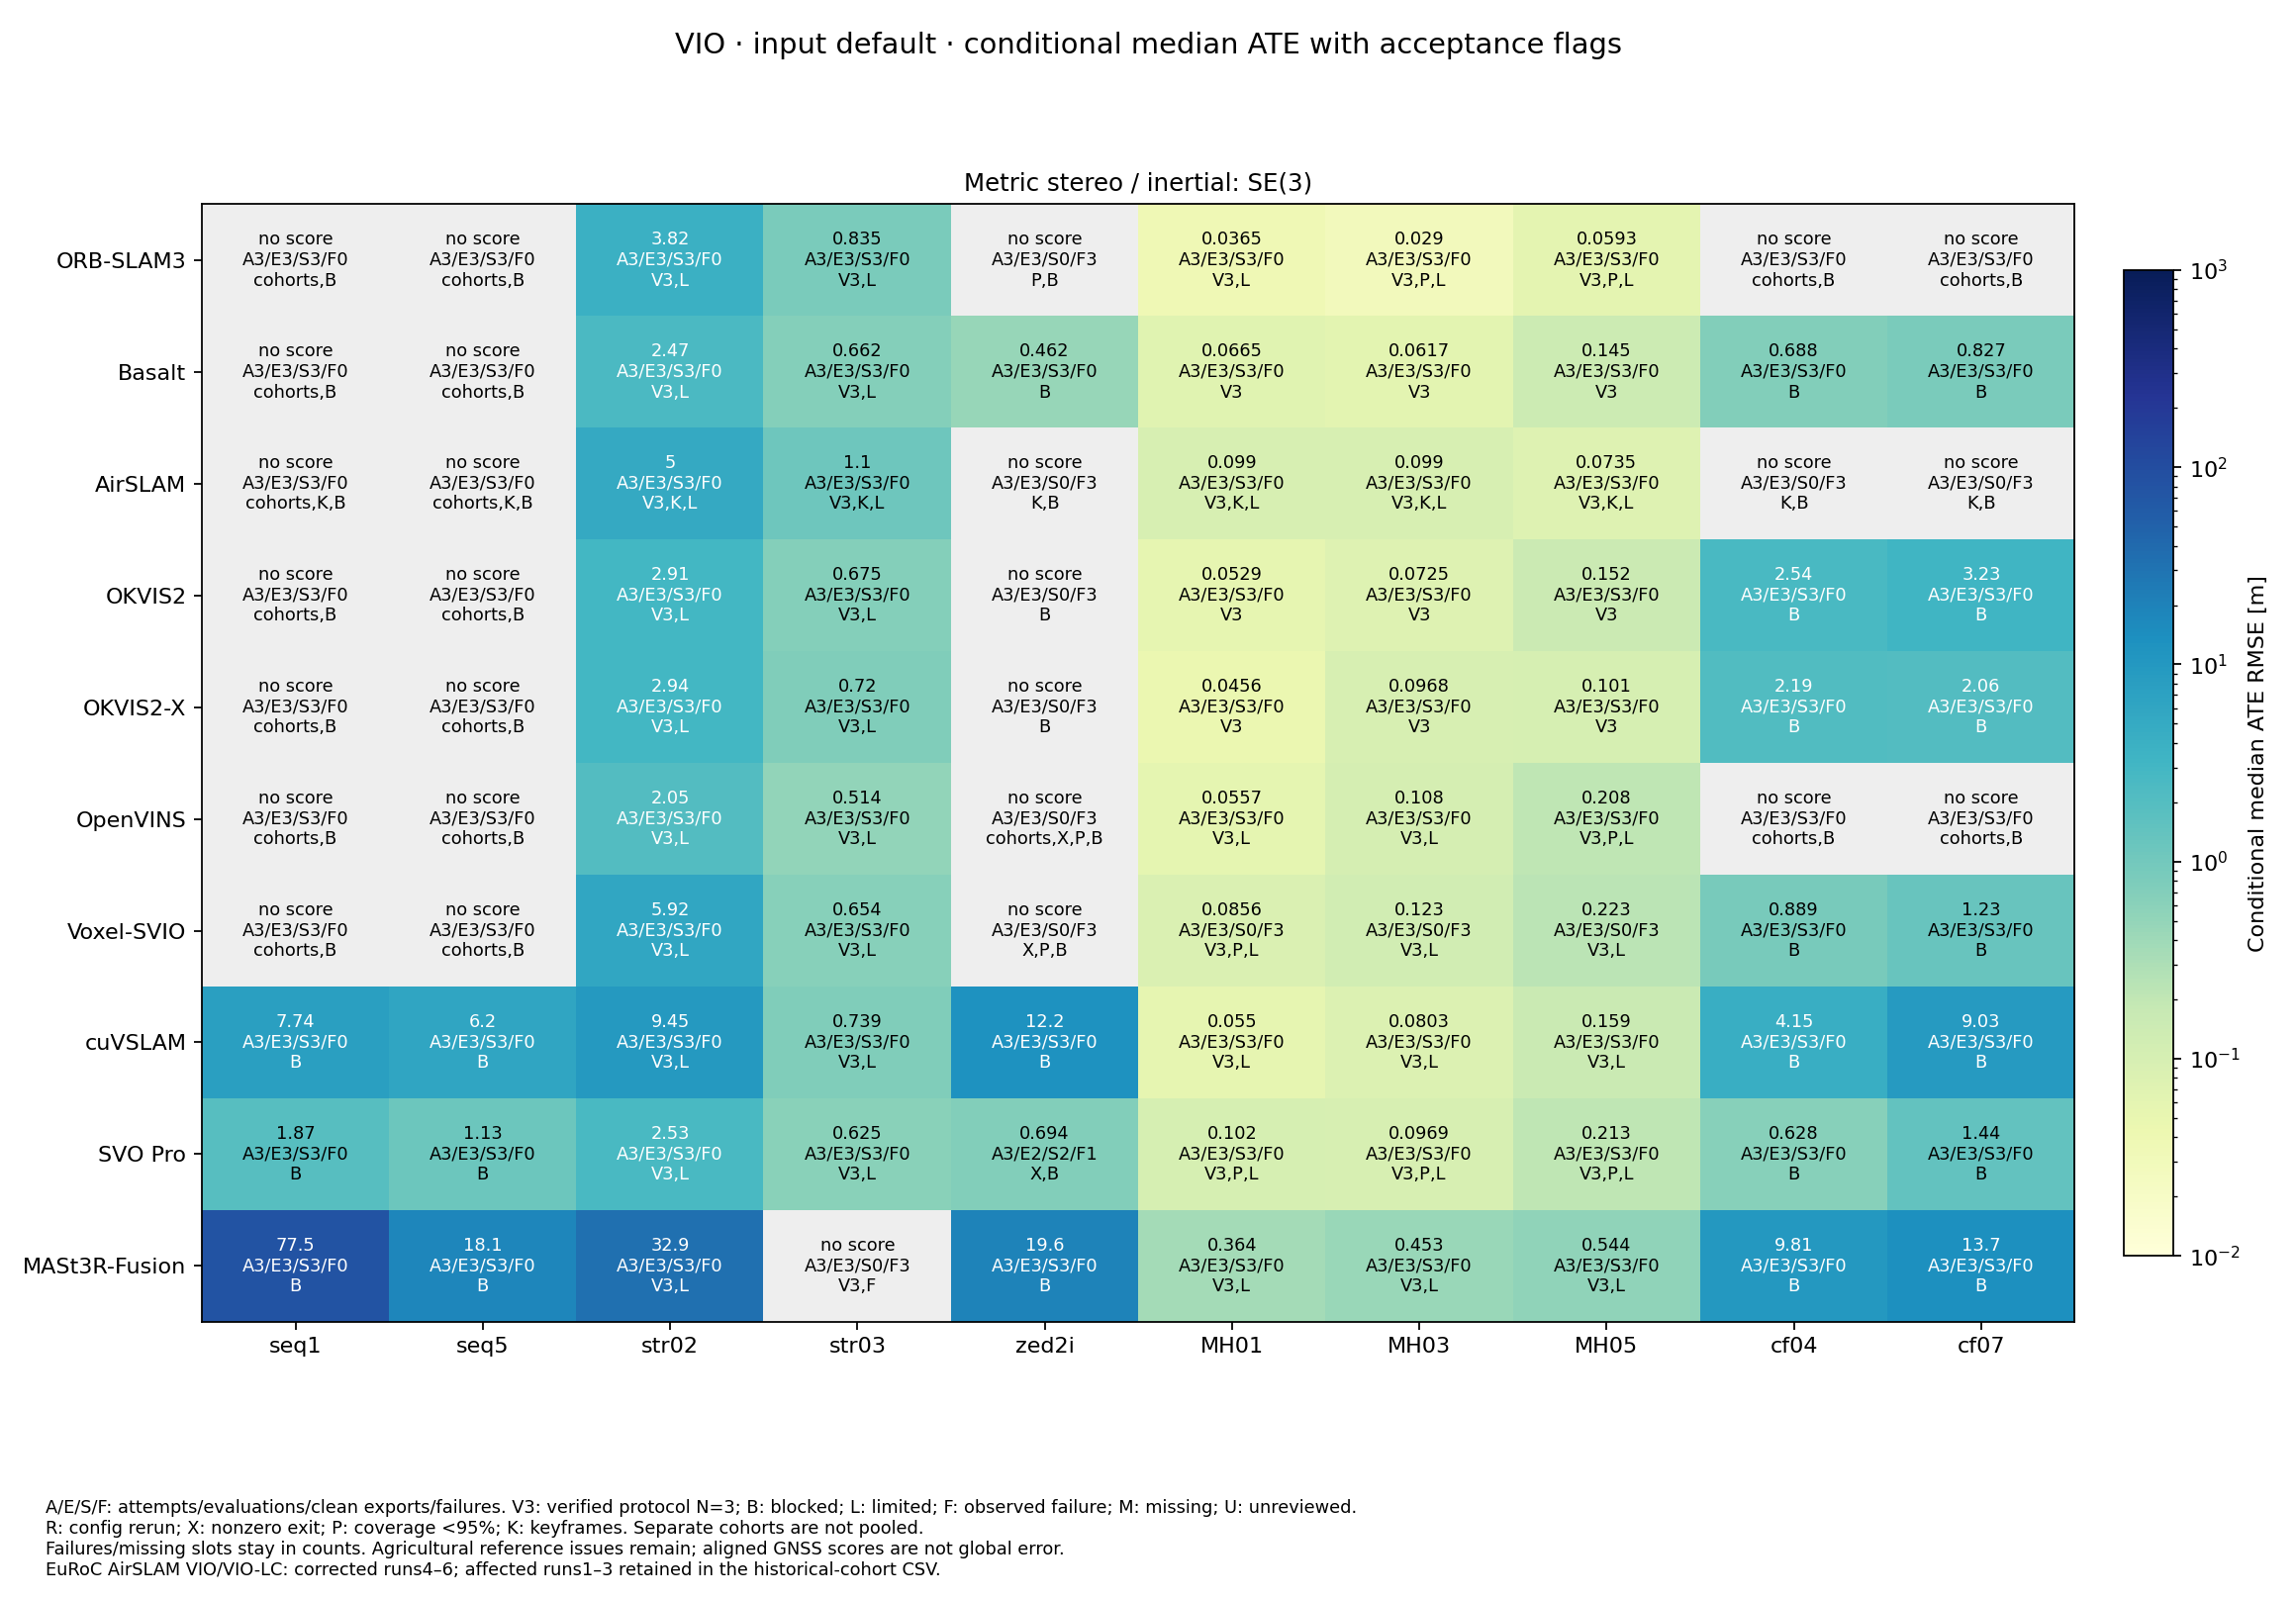 VIO · input default · conditional median ATE with acceptance flags
Metric stereo / inertial: SE(3)
ORB-SLAM3
no score
A3/E3/S3/F0
cohorts,B
no score
A3/E3/S3/F0
cohorts,B
3.82
A3/E3/S3/F0
V3,L
0.835
A3/E3/S3/F0
V3,L
no score
A3/E3/S0/F3
P,B
0.0365
A3/E3/S3/F0
V3,L
0.029
A3/E3/S3/F0
V3,P,L
0.0593
A3/E3/S3/F0
V3,P,L
no score
A3/E3/S3/F0
cohorts,B
no score
A3/E3/S3/F0
cohorts,B
Basalt
no score
A3/E3/S3/F0
cohorts,B
no score
A3/E3/S3/F0
cohorts,B
2.47
A3/E3/S3/F0
V3,L
0.662
A3/E3/S3/F0
V3,L
0.462
A3/E3/S3/F0
B
0.0665
A3/E3/S3/F0
V3
0.0617
A3/E3/S3/F0
V3
0.145
A3/E3/S3/F0
V3
0.688
A3/E3/S3/F0
B
0.827
A3/E3/S3/F0
B
AirSLAM
no score
A3/E3/S3/F0
cohorts,K,B
no score
A3/E3/S3/F0
cohorts,K,B
5
A3/E3/S3/F0
V3,K,L
1.1
A3/E3/S3/F0
V3,K,L
no score
A3/E3/S0/F3
K,B
0.099
A3/E3/S3/F0
V3,K,L
0.099
A3/E3/S3/F0
V3,K,L
0.0735
A3/E3/S3/F0
V3,K,L
no score
A3/E3/S0/F3
K,B
no score
A3/E3/S0/F3
K,B
OKVIS2
no score
A3/E3/S3/F0
cohorts,B
no score
A3/E3/S3/F0
cohorts,B
2.91
A3/E3/S3/F0
V3,L
0.675
A3/E3/S3/F0
V3,L
no score
A3/E3/S0/F3
B
0.0529
A3/E3/S3/F0
V3
0.0725
A3/E3/S3/F0
V3
0.152
A3/E3/S3/F0
V3
2.54
A3/E3/S3/F0
B
3.23
A3/E3/S3/F0
B
OKVIS2-X
no score
A3/E3/S3/F0
cohorts,B
no score
A3/E3/S3/F0
cohorts,B
2.94
A3/E3/S3/F0
V3,L
0.72
A3/E3/S3/F0
V3,L
no score
A3/E3/S0/F3
B
0.0456
A3/E3/S3/F0
V3
0.0968
A3/E3/S3/F0
V3
0.101
A3/E3/S3/F0
V3
2.19
A3/E3/S3/F0
B
2.06
A3/E3/S3/F0
B
OpenVINS
no score
A3/E3/S3/F0
cohorts,B
no score
A3/E3/S3/F0
cohorts,B
2.05
A3/E3/S3/F0
V3,L
0.514
A3/E3/S3/F0
V3,L
no score
A3/E3/S0/F3
cohorts,X,P,B
0.0557
A3/E3/S3/F0
V3,L
0.108
A3/E3/S3/F0
V3,L
0.208
A3/E3/S3/F0
V3,P,L
no score
A3/E3/S3/F0
cohorts,B
no score
A3/E3/S3/F0
cohorts,B
Voxel-SVIO
no score
A3/E3/S3/F0
cohorts,B
no score
A3/E3/S3/F0
cohorts,B
5.92
A3/E3/S3/F0
V3,L
0.654
A3/E3/S3/F0
V3,L
no score
A3/E3/S0/F3
X,P,B
0.0856
A3/E3/S0/F3
V3,P,L
0.123
A3/E3/S0/F3
V3,L
0.223
A3/E3/S0/F3
V3,L
0.889
A3/E3/S3/F0
B
1.23
A3/E3/S3/F0
B
cuVSLAM
7.74
A3/E3/S3/F0
B
6.2
A3/E3/S3/F0
B
9.45
A3/E3/S3/F0
V3,L
0.739
A3/E3/S3/F0
V3,L
12.2
A3/E3/S3/F0
B
0.055
A3/E3/S3/F0
V3,L
0.0803
A3/E3/S3/F0
V3,L
0.159
A3/E3/S3/F0
V3,L
4.15
A3/E3/S3/F0
B
9.03
A3/E3/S3/F0
B
SVO Pro
1.87
A3/E3/S3/F0
B
1.13
A3/E3/S3/F0
B
2.53
A3/E3/S3/F0
V3,L
0.625
A3/E3/S3/F0
V3,L
0.694
A3/E2/S2/F1
X,B
0.102
A3/E3/S3/F0
V3,P,L
0.0969
A3/E3/S3/F0
V3,P,L
0.213
A3/E3/S3/F0
V3,P,L
0.628
A3/E3/S3/F0
B
1.44
A3/E3/S3/F0
B
MASt3R-Fusion
77.5
A3/E3/S3/F0
B
18.1
A3/E3/S3/F0
B
32.9
A3/E3/S3/F0
V3,L
no score
A3/E3/S0/F3
V3,F
19.6
A3/E3/S3/F0
B
0.364
A3/E3/S3/F0
V3,L
0.453
A3/E3/S3/F0
V3,L
0.544
A3/E3/S3/F0
V3,L
9.81
A3/E3/S3/F0
B
13.7
A3/E3/S3/F0
B
seq1
seq5
str02
str03
zed2i
MH01
MH03
MH05
cf04
cf07
10³
10²
10¹
10⁰
10⁻¹
10⁻²
Conditional median ATE RMSE [m]
A/E/S/F: attempts/evaluations/clean exports/failures. V3: verified protocol N=3; B: blocked; L: limited; F: observed failure; M: missing; U: unreviewed.
R: config rerun; X: nonzero exit; P: coverage <95%; K: keyframes. Separate cohorts are not pooled.
Failures/missing slots stay in counts. Agricultural reference issues remain; aligned GNSS scores are not global error.
EuRoC AirSLAM VIO/VIO-LC: corrected runs4–6; affected runs1–3 retained in the historical-cohort CSV.